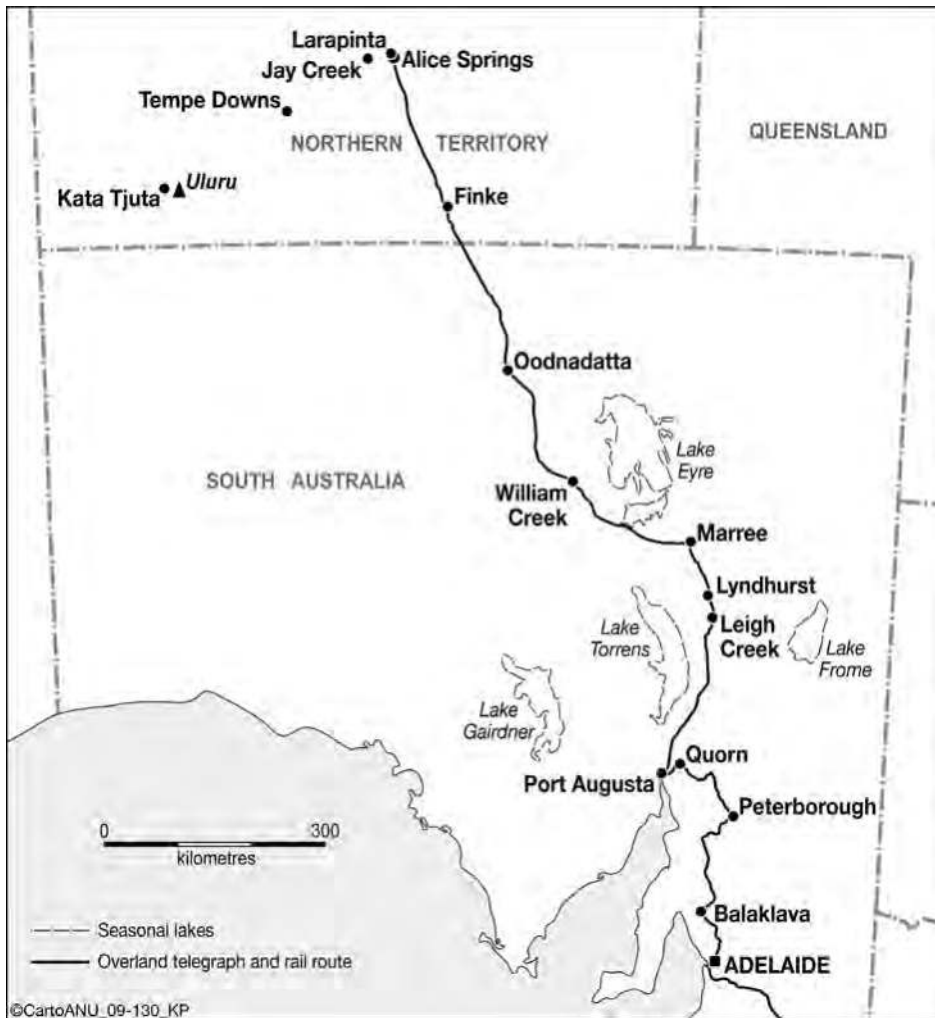 Larapinta
Alice Springs
Jay Creek
Tempe Downs
NORTHERN TERRITORY
QUEENSLAND
Uluru
Kata Tjuta
Finke
Oodnadatta
Lake
Eyre
SOUTH AUSTRALIA
William
Creek
Marree
Lyndhurst
Leigh
Creek
Lake
Torrens
Lake
Frome
Lake
Gairdner
Quorn
Port Augusta
Peterborough
0 300
kilometres
Balaklava
Seasonal lakes
Overland telegraph and rail route
ADELAIDE
©CartoANU_09-130_KP